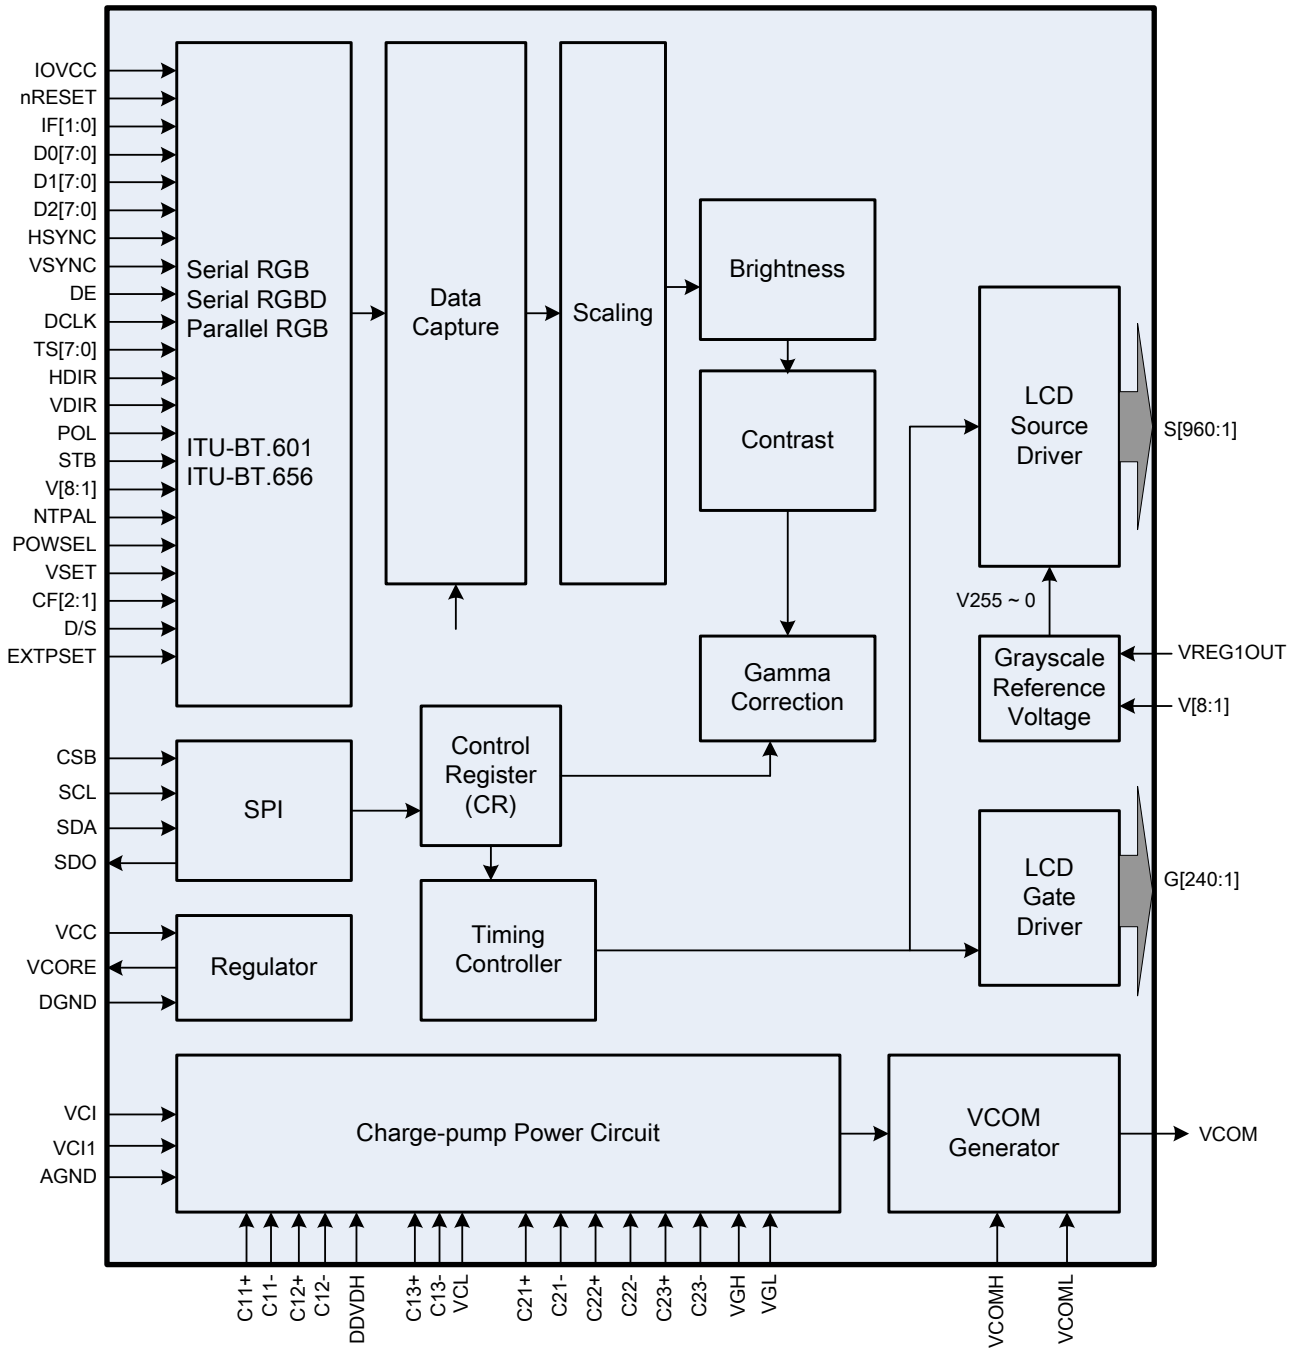 IOVCC
nRESET
IF[1:0]
D0[7:0]
D1[7:0]
D2[7:0]
HSYNC
VSYNC
DE
DCLK
TS[7:0]
HDIR
VDIR
POL
STB
V[8:1]
NTPAL
POWSEL
VSET
CF[2:1]
D/S
EXTPSET
Serial RGB
Serial RGBD
Parallel RGB
ITU-BT.601
ITU-BT.656
Data
Capture
Scaling
Brightness
Contrast
Gamma
Correction
LCD
Source
Driver
S[960:1]
V255 ~ 0
Grayscale
Reference
Voltage
VREG1OUT
V[8:1]
CSB
SCL
SDA
SDO
SPI
Control
Register
(CR)
Timing
Controller
LCD
Gate
Driver
G[240:1]
VCC
VCORE
DGND
Regulator
VCI
VCI1
AGND
Charge-pump Power Circuit
VCOM
Generator
VCOM
C11+
C11-
C12+
C12-
DDVDH
C13+
C13-
VCL
C21+
C21-
C22+
C22-
C23+
C23-
VGH
VGL
VCOMH
VCOML